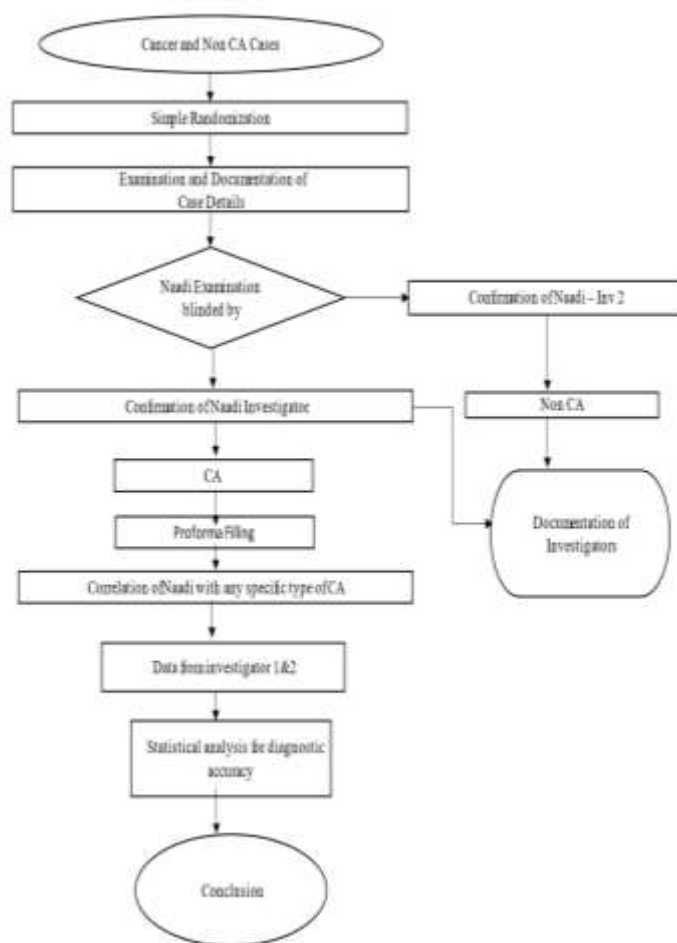 Cancer and Non CA Cases
Simple Randomization
Examination and Documentation of
Case Details
Naadi Examination
blinded by
Confirmation of Naadi – Inv 2
Confirmation of Naadi Investigator
Non CA
CA
Documentation of
Investigators
Proforma Filling
Correlation of Naadi with any specific type of CA
Data from investigator 1 & 2
Statistical analysis for diagnostic
accuracy
Conclusion